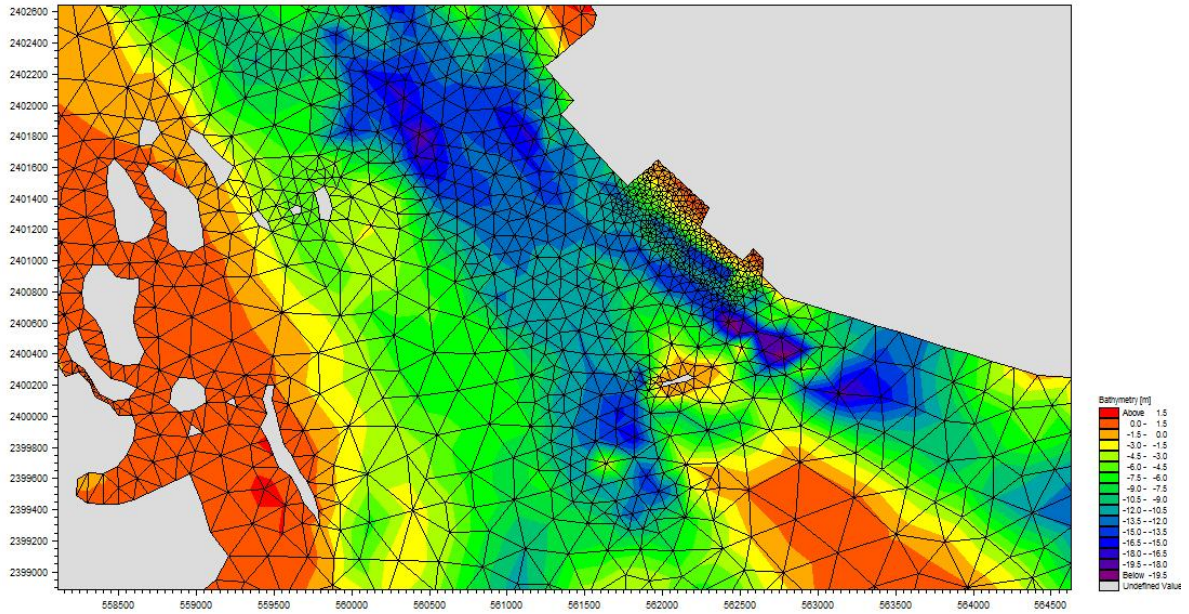 2402600
2402400
2402200
2402000
2401800
2401600
2401400
2401200
2401000
2400800
2400600
2400400
2400200
2400000
2399800
2399600
2399400
2399200
2399000
558500 559000 559500 560000 560500 561000 561500 562000 562500 563000 563500 564000 564500
Bathymetry [m]
Above 1.5
0.0 - 1.5
-1.5 - 0.0
-3.0 - -1.5
-4.5 - -3.0
-6.0 - -4.5
-7.5 - -6.0
-9.0 - -7.5
-10.5 - -9.0
-12.0 - -10.5
-13.5 - -12.0
-15.0 - -13.5
-16.5 - -15.0
-18.0 - -16.5
-19.5 - -18.0
Below -19.5
Undefined Value